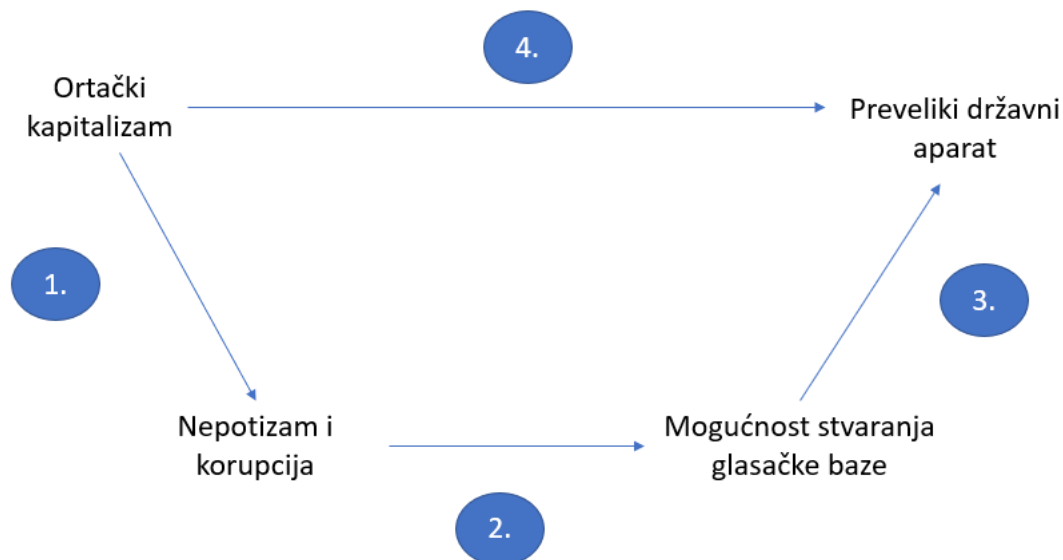 4.
Ortački
kapitalizam
Preveliki državni
aparat
1.
3.
Nepotizam i
korupcija
Mogućnost stvaranja
glasačke baze
2.